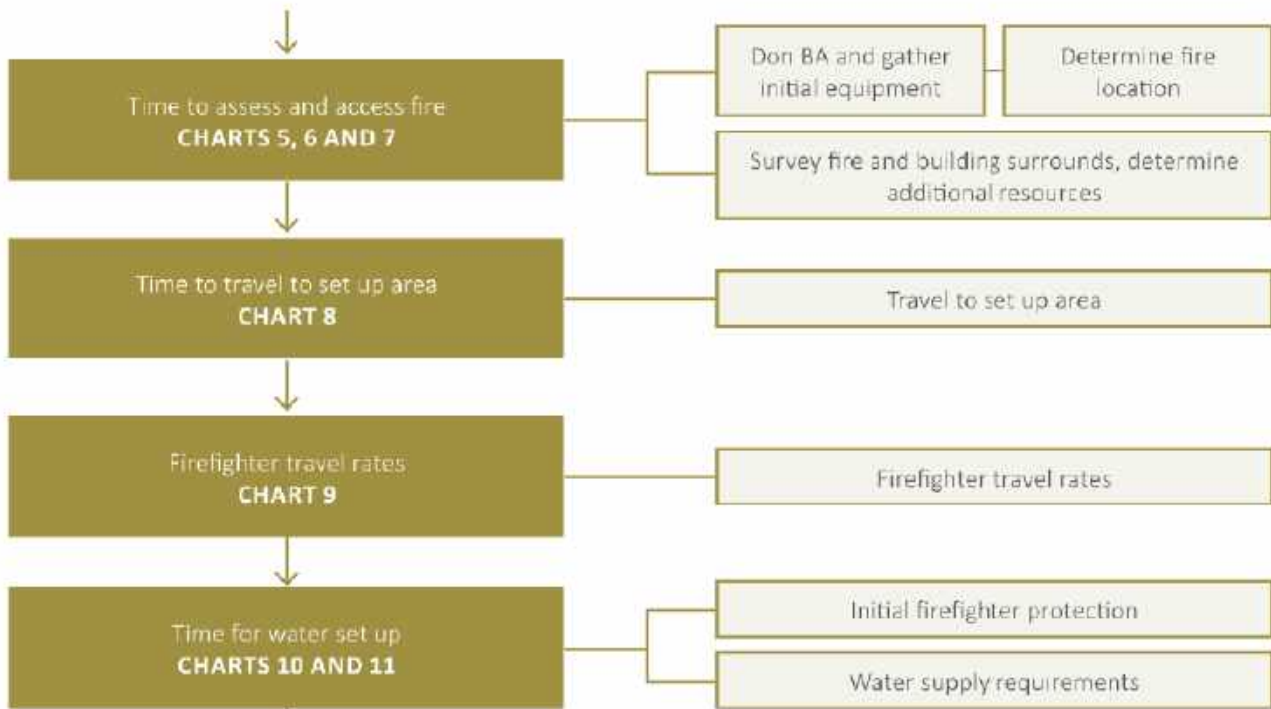 Time to assess and access fire
CHARTS 5, 6 AND 7
Don BA and gather
initial equipment
Determine fire
location
Survey fire and building surrounds, determine
additional resources
Time to travel to set up area
CHART 8
Travel to set up area
Firefighter travel rates
CHART 9
Firefighter travel rates
Time for water set up
CHARTS 10 AND 11
Initial firefighter protection
Water supply requirements